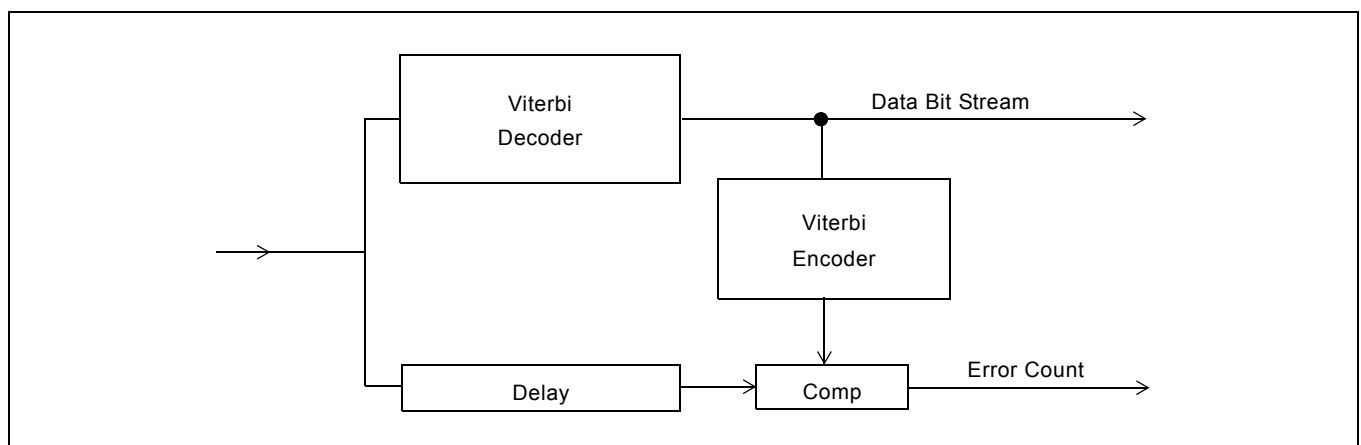 Viterbi
Decoder
Data Bit Stream
Viterbi
Encoder
Delay
Comp
Error Count